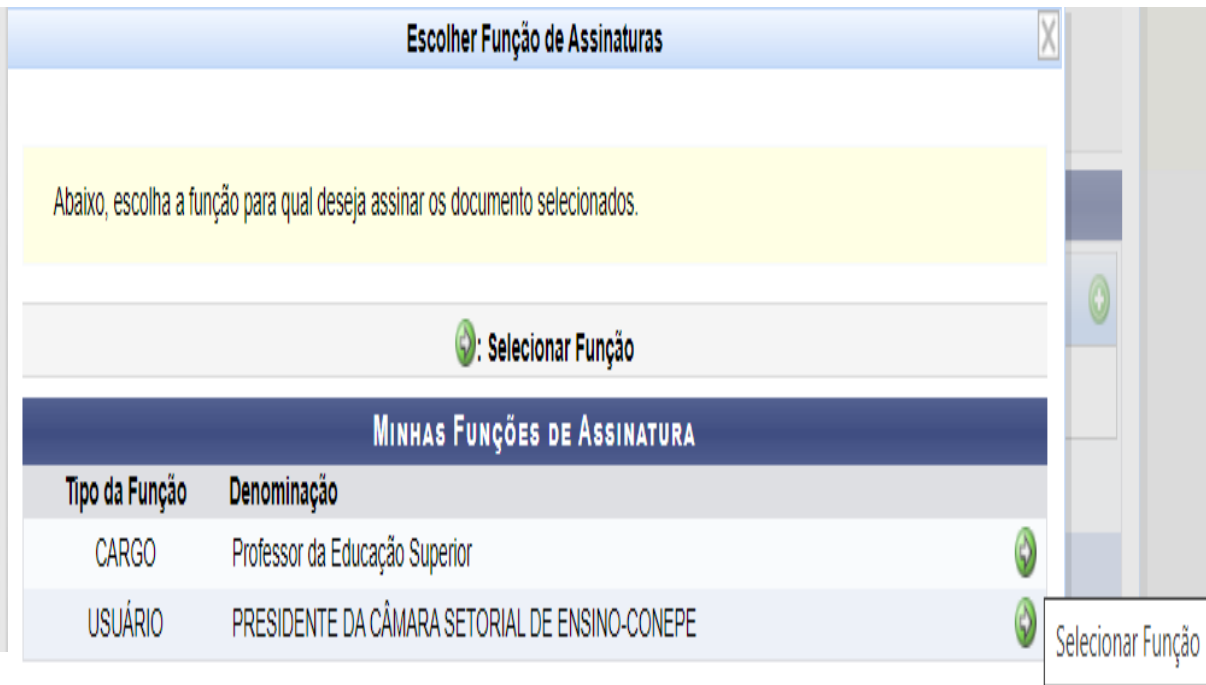 Escolher Função de Assinaturas
Abaixo, escolha a função para qual deseja assinar os documento selecionados.
: Selecionar Função
MINHAS FUNÇÕES DE ASSINATURA
Tipo da Função Denominação
CARGO Professor da Educação Superior
USUÁRIO PRESIDENTE DA CÂMARA SETORIAL DE ENSINO-CONEPE
Selecionar Função